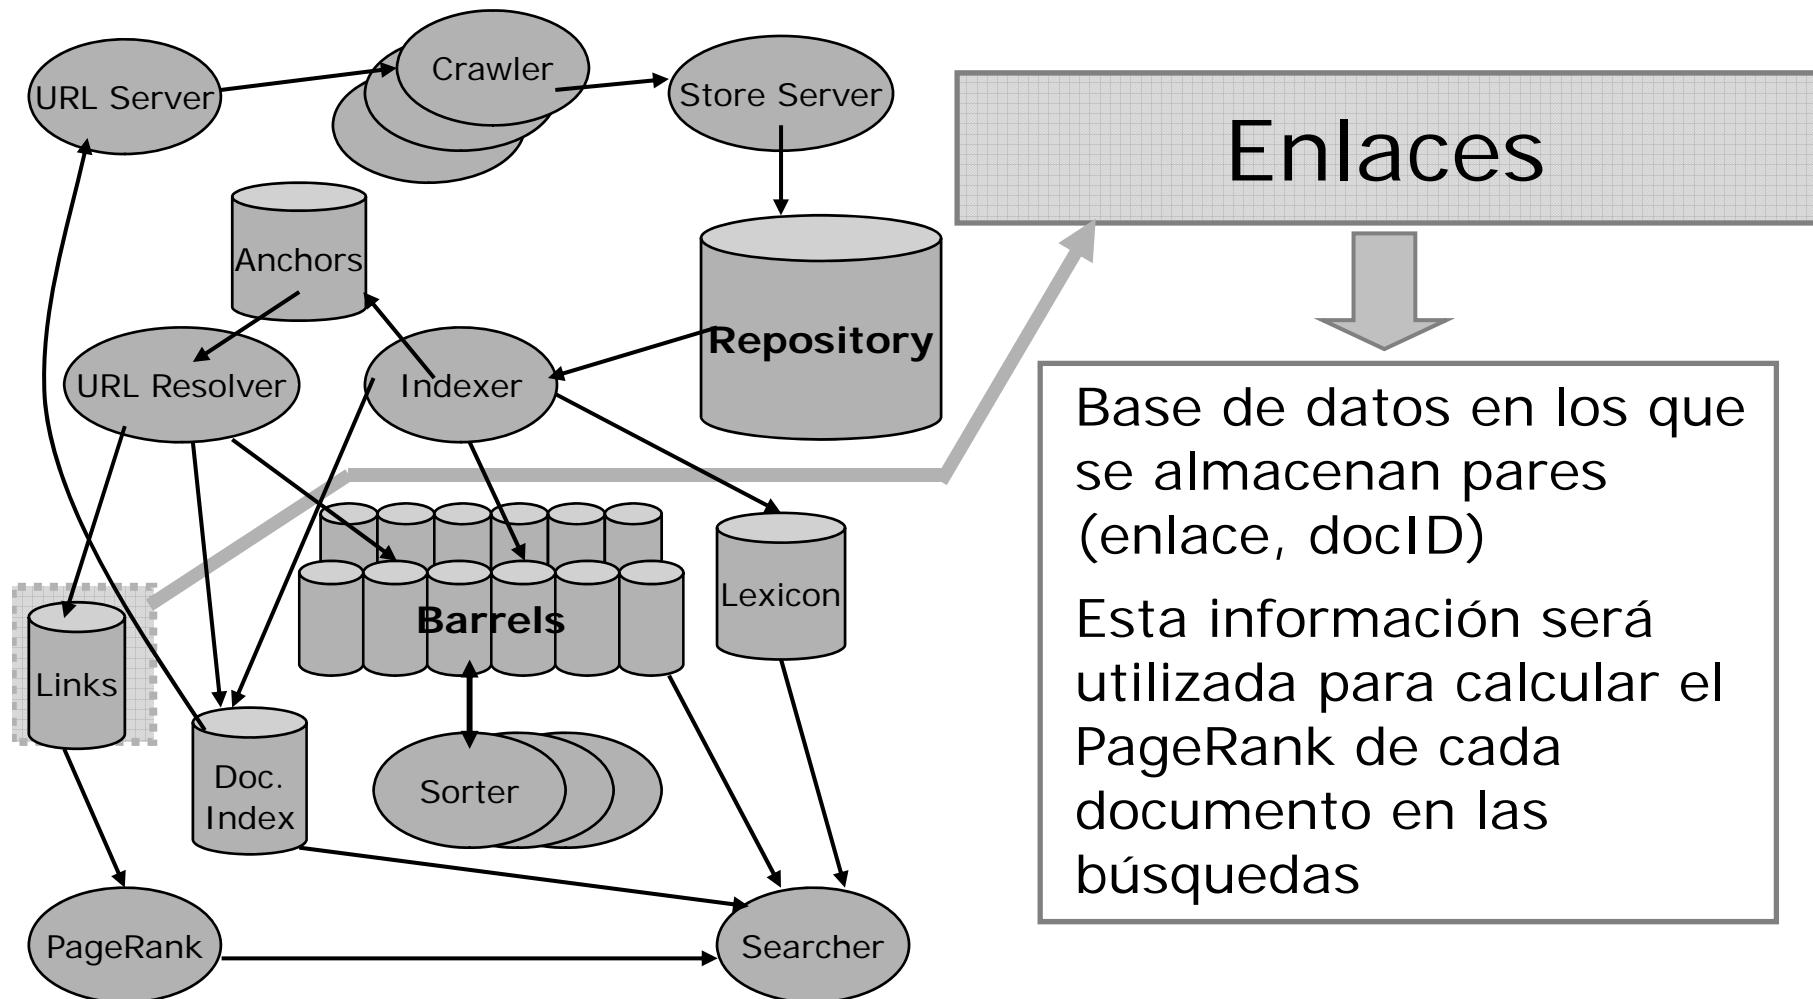 Crawler
URL Server
Store Server
Anchors
Repository
URL Resolver
Indexer
Lexicon
Barrels
Links
Doc.
Index
Sorter
PageRank
Searcher
Enlaces
Base de datos en los que
se almacenan pares
(enlace, docID)
Esta información será
utilizada para calcular el
PageRank de cada
documento en las
búsquedas